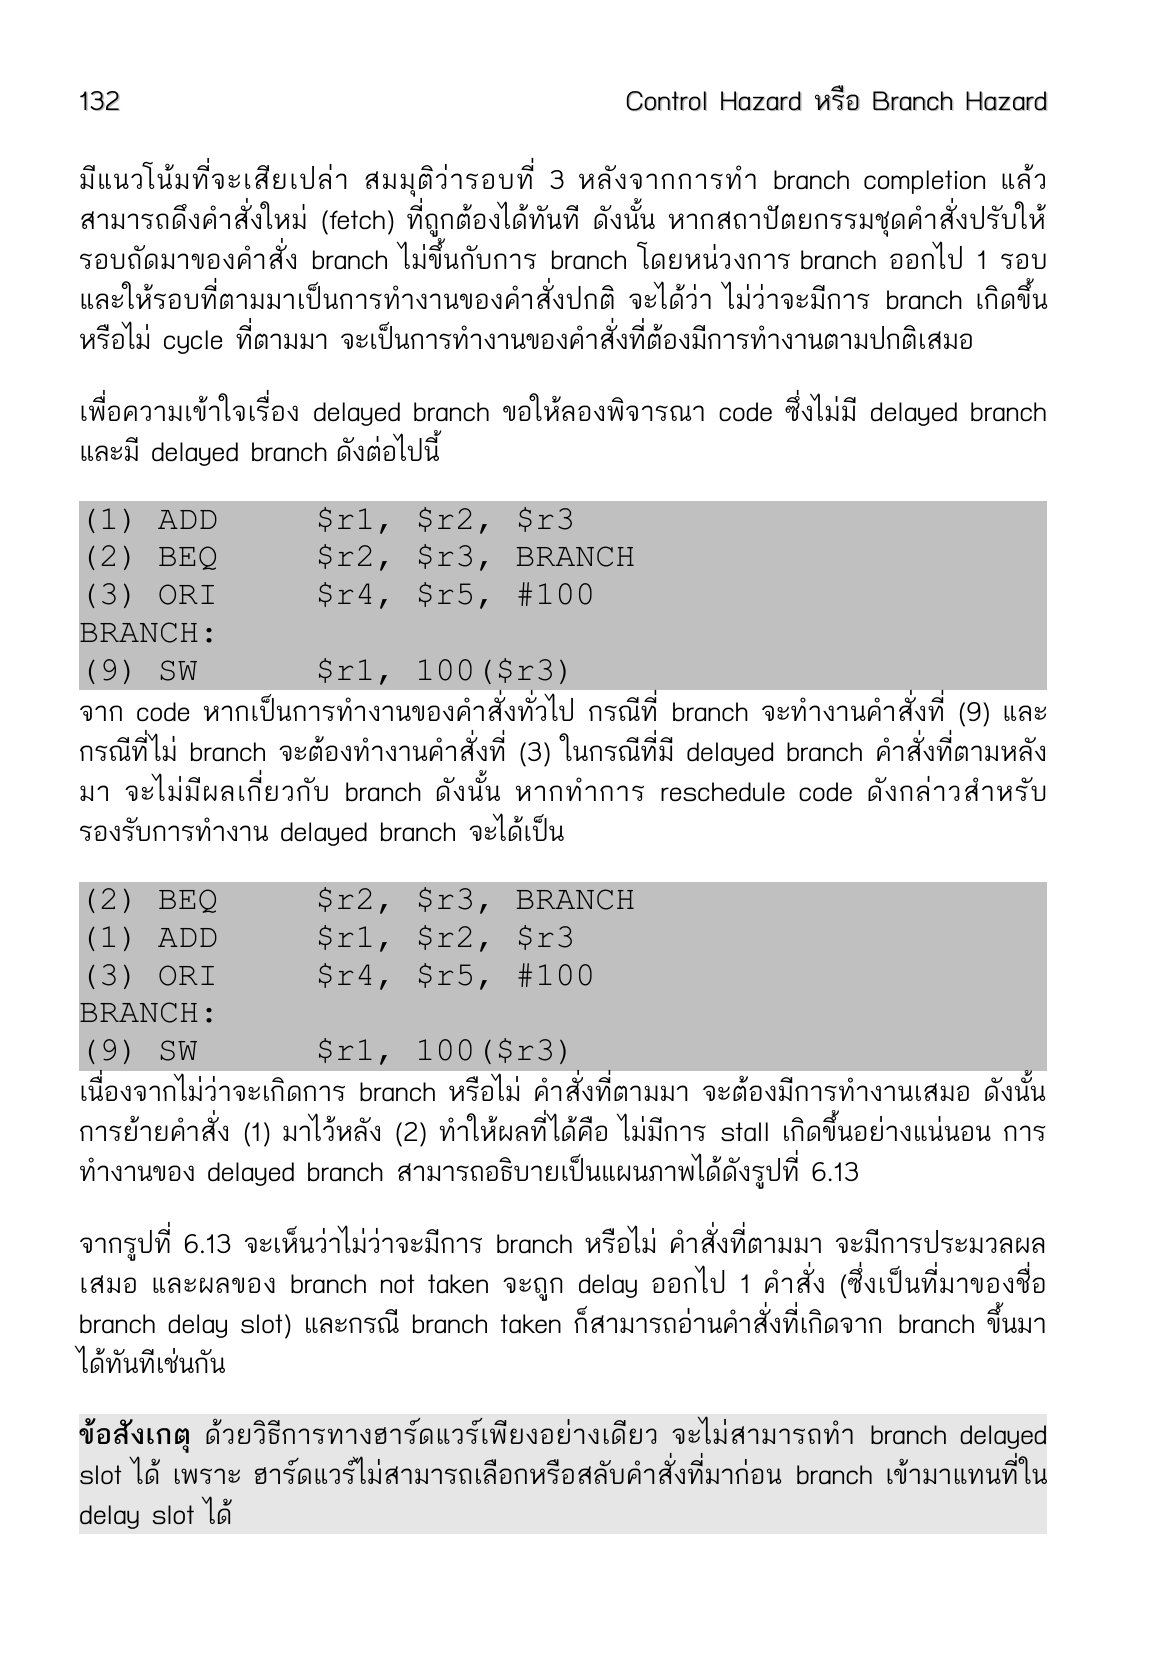 132 Control Hazard หรือ Branch Hazard
มีแนวโน้มที่จะเสียเปล่า สมมุติว่ารอบที่ 3 หลังจากการทำ branch completion แล้ว
สามารถดึงคำสั่งใหม่ (fetch) ที่ถูกต้องได้ทันที ดังนั้น หากสถาปัตยกรรมชุดคำสั่งปรับให้
รอบถัดมาของคำสั่ง branch ไม่ขึ้นกับการ branch โดยหน่วงการ branch ออกไป 1 รอบ
และให้รอบที่ตามมาเป็นการทำงานของคำสั่งปกติ จะได้ว่า ไม่ว่าจะมีการ branch เกิดขึ้น
หรือไม่ cycle ที่ตามมา จะเป็นการทำงานของคำสั่งที่ต้องมีการทำงานตามปกติเสมอ
เพื่อความเข้าใจเรื่อง delayed branch ขอให้ลองพิจารณา code ซึ่งไม่มี delayed branch
และมี delayed branch ดังต่อไปนี้
(1) ADD $r1, $r2, $r3
(2) BEQ $r2, $r3, BRANCH
(3) ORI $r4, $r5, #100
BRANCH:
(9) SW $r1, 100($r3)
จาก code หากเป็นการทำงานของคำสั่งทั่วไป กรณีที่ branch จะทำงานคำสั่งที่ (9) และ
กรณีที่ไม่ branch จะต้องทำงานคำสั่งที่ (3) ในกรณีที่มี delayed branch คำสั่งที่ตามหลัง
มา จะไม่มีผลเกี่ยวกับ branch ดังนั้น หากทำการ reschedule code ดังกล่าวสำหรับ
รองรับการทำงาน delayed branch จะได้เป็น
(2) BEQ $r2, $r3, BRANCH
(1) ADD $r1, $r2, $r3
(3) ORI $r4, $r5, #100
BRANCH:
(9) SW $r1, 100($r3)
เนื่องจากไม่ว่าจะเกิดการ branch หรือไม่ คำสั่งที่ตามมา จะต้องมีการทำงานเสมอ ดังนั้น
การย้ายคำสั่ง (1) มาไว้หลัง (2) ทำให้ผลที่ได้คือ ไม่มีการ stall เกิดขึ้นอย่างแน่นอน การ
ทำงานของ delayed branch สามารถอธิบายเป็นแผนภาพได้ดังรูปที่ 6.13
จากรูปที่ 6.13 จะเห็นว่าไม่ว่าจะมีการ branch หรือไม่ คำสั่งที่ตามมา จะมีการประมวลผล
เสมอ และผลของ branch not taken จะถูก delay ออกไป 1 คำสั่ง (ซึ่งเป็นที่มาของชื่อ
branch delay slot) และกรณี branch taken ก็สามารถอ่านคำสั่งที่เกิดจาก branch ขึ้นมา
ได้ทันทีเช่นกัน
ข้อสังเกตุ ด้วยวิธีการทางฮาร์ดแวร์เพียงอย่างเดียว จะไม่สามารถทำ branch delayed
slot ได้ เพราะ ฮาร์ดแวร์ไม่สามารถเลือกหรือสลับคำสั่งที่มาก่อน branch เข้ามาแทนที่ใน
delay slot ได้